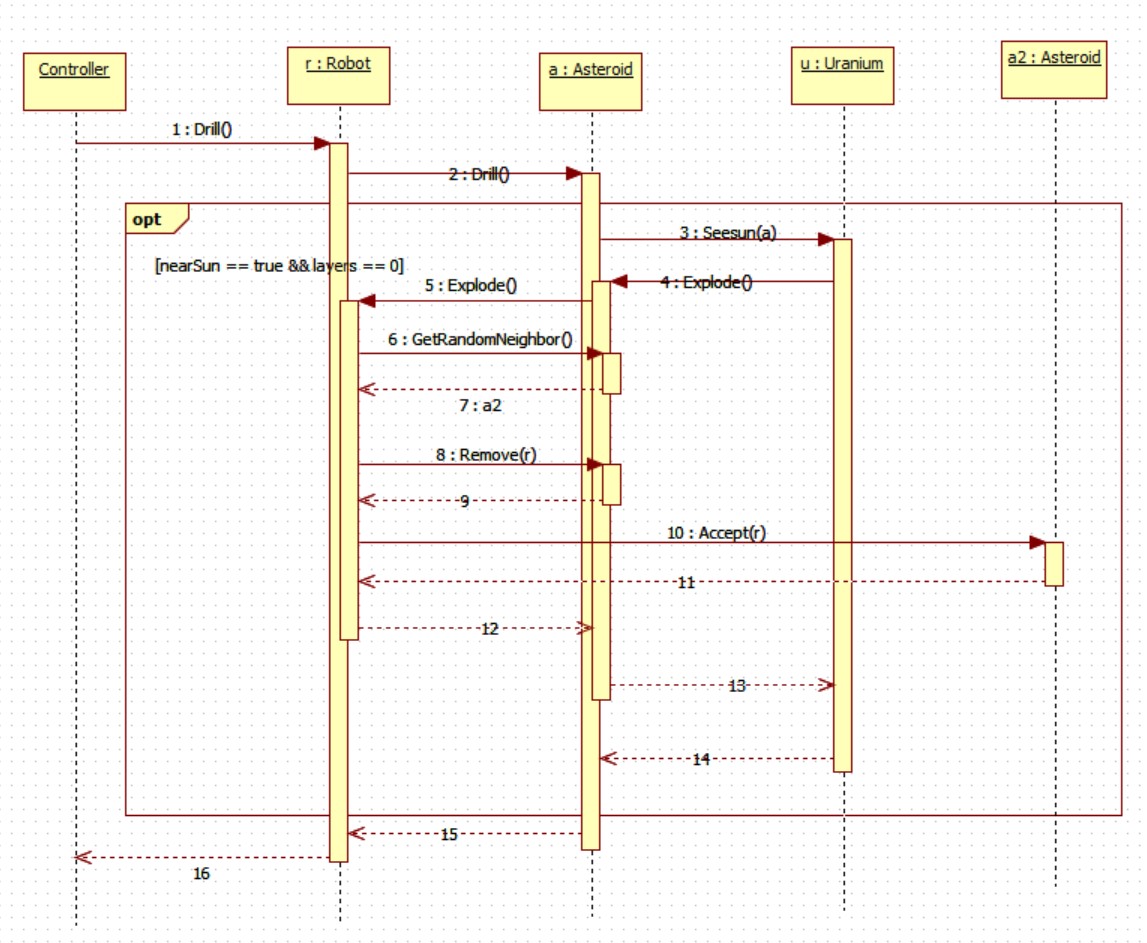 Controller
r : Robot
a : Asteroid
u : Uranium
a2 : Asteroid
1 : Drill()
2 : Drill()
opt
3 : Seesun(a)
[nearSun == true && layers == 0]
4 : Explode()
5 : Explode()
6 : GetRandomNeighbor()
7 : a2
8 : Remove(r)
9
10 : Accept(r)
11
12
13
14
15
16